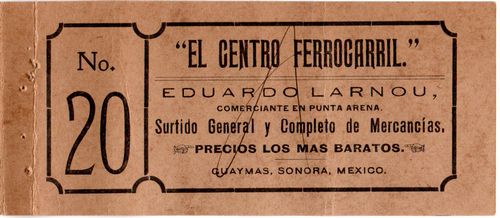 No.
20
"EL CENTRO FERROCARRIL."
EDUARDO LARNOU,
COMERCIANTE EN PUNTA ARENA.
Surtido General y Completo de Mercancías.
PRECIOS LOS MAS BARATOS.
GUAYMAS, SONORA, MEXICO.